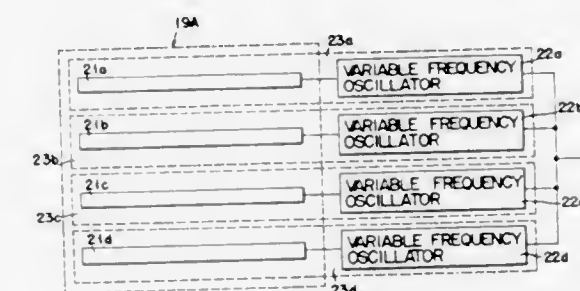 19A
23a
21a
VARIABLE FREQUENCY
OSCILLATOR
22a
21b
VARIABLE FREQUENCY
OSCILLATOR
22b
23b
21c
VARIABLE FREQUENCY
OSCILLATOR
23c
21d
VARIABLE FREQUENCY
OSCILLATOR
22d
23d